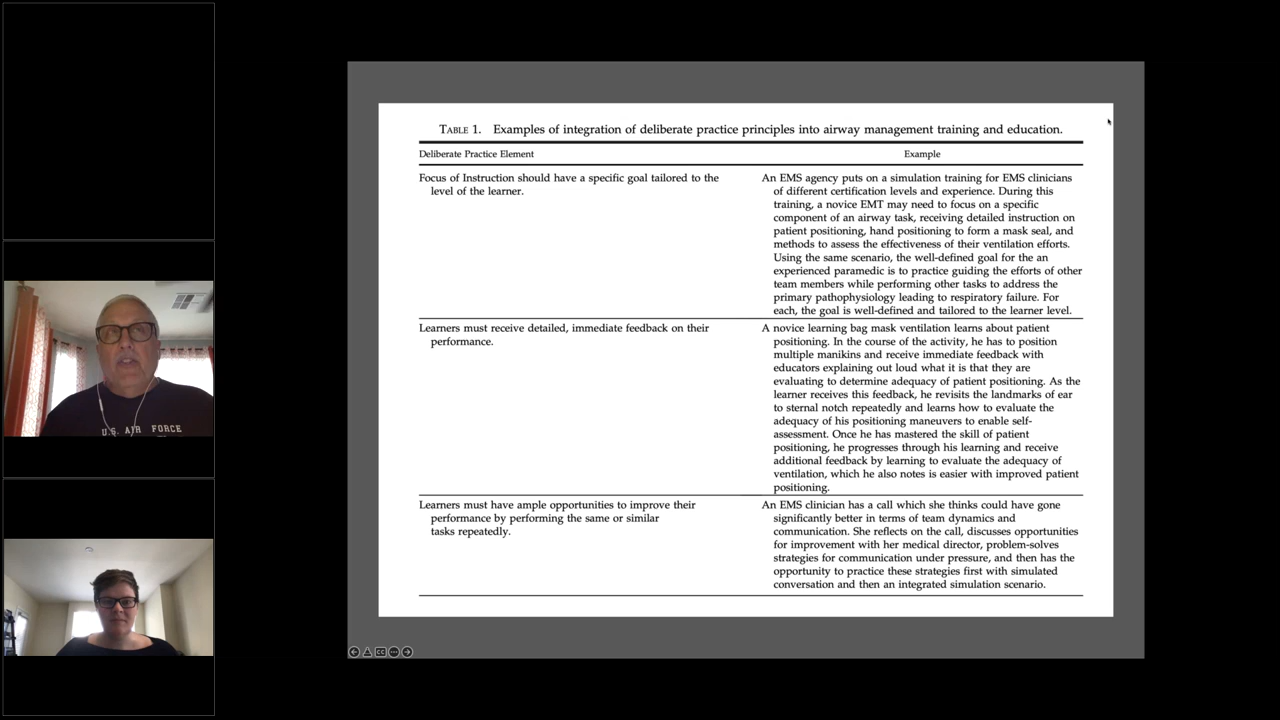 TABLE 1. Examples of integration of deliberate practice principles into airway management training and education.
Deliberate Practice Element
Example
Focus of Instruction should have a specific goal tailored to the
level of the learner.
An EMS agency puts on a simulation training for EMS clinicians
of different certification levels and experience. During this
training, a novice EMT may need to focus on a specific
component of an airway task, receiving detailed instruction on
patient positioning, hand positioning to form a mask seal, and
methods to assess the effectiveness of their ventilation efforts.
Using the same scenario, the well-defined goal for the an
experienced paramedic is to practice guiding the efforts of other
team members while performing other tasks to address the
primary pathophysiology leading to respiratory failure. For
each, the goal is well-defined and tailored to the learner level.
Learners must receive detailed, immediate feedback on their
performance.
A novice learning bag mask ventilation learns about patient
positioning. In the course of the activity, he has to position
multiple manikins and receive immediate feedback with
educators explaining out loud what it is that they are
evaluating to determine adequacy of patient positioning. As the
learner receives this feedback, he revisits the landmarks of ear
to sternal notch repeatedly and learns how to evaluate the
adequacy of his positioning maneuvers to enable self-
assessment. Once he has mastered the skill of patient
positioning, he progresses through his learning and receive
additional feedback by learning to evaluate the adequacy of
ventilation, which he also notes is easier with improved patient
positioning.
Learners must have ample opportunities to improve their
performance by performing the same or similar
tasks repeatedly.
An EMS clinician has a call which she thinks could have gone
significantly better in terms of team dynamics and
communication. She reflects on the call, discusses opportunities
for improvement with her medical director, problem-solves
strategies for communication under pressure, and then has the
opportunity to practice these strategies first with simulated
conversation and then an integrated simulation scenario.
U.S. AIR FORCE
CC